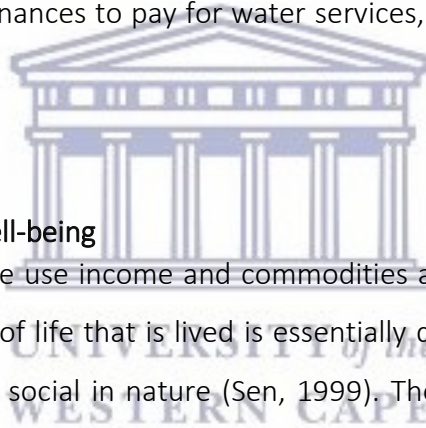 nances to pay for water services,
ell-being
e use income and commodities a
of life that is lived is essentially
UNIVERSITY of the
social in nature (Sen, 1999). The
WESTERN CAPE